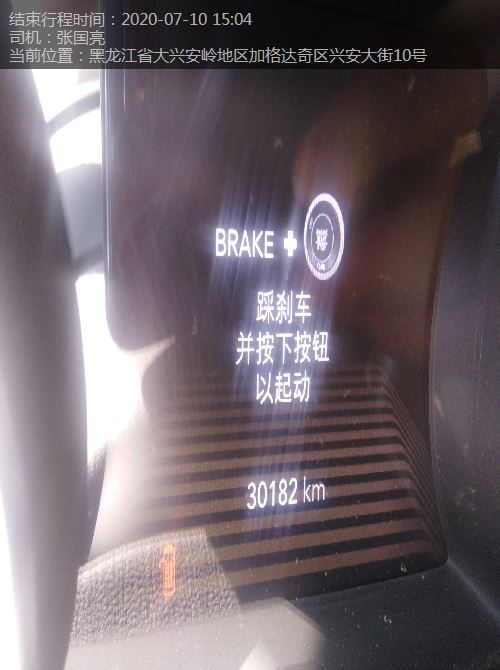 结束行程时间：2020-07-10 15:04
司机：张国亮
当前位置：黑龙江省大兴安岭地区加格达奇区兴安大街10号
BRAKE +
踩刹车
并按下按钮
以起动
30182 km